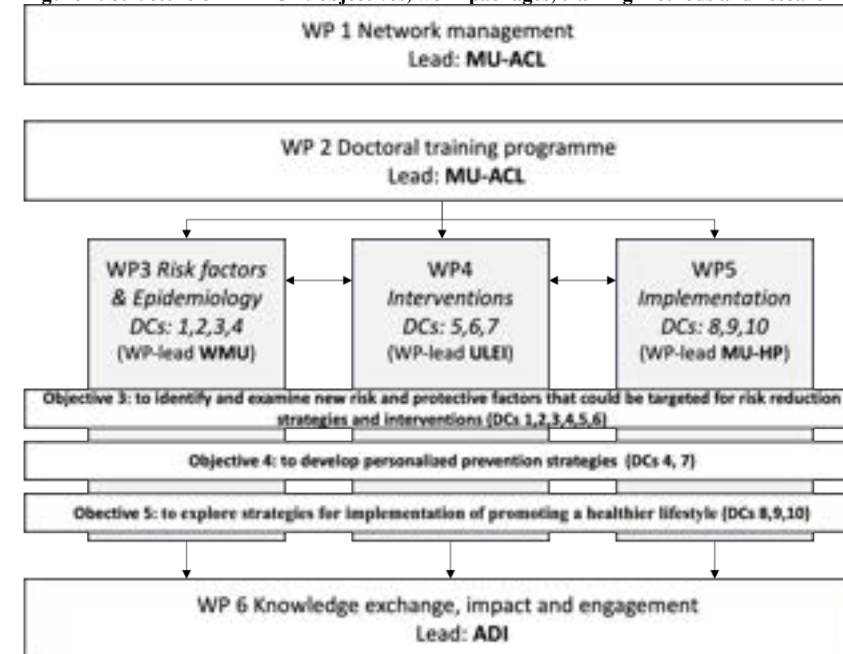 WP 1 Network management
Lead: MU-ACL
WP 2 Doctoral training programme
Lead: MU-ACL
WP3 Risk factors
& Epidemiology
DCs: 1,2,3,4
(WP-lead WMU)
WP4
Interventions
DCs: 5,6,7
(WP-lead ULEI)
WP5
Implementation
DCs: 8,9,10
(WP-lead MU-HP)
Objective 3: to identify and examine new risk and protective factors that could be targeted for risk reduction
strategies and interventions (DCs 1,2,3,4,5,6)
Objective 4: to develop personalized prevention strategies (DCs 4, 7)
Obective 5: to explore strategies for implementation of promoting a healthier lifestyle (DCs 8,9,10)
WP 6 Knowledge exchange, impact and engagement
Lead: ADI